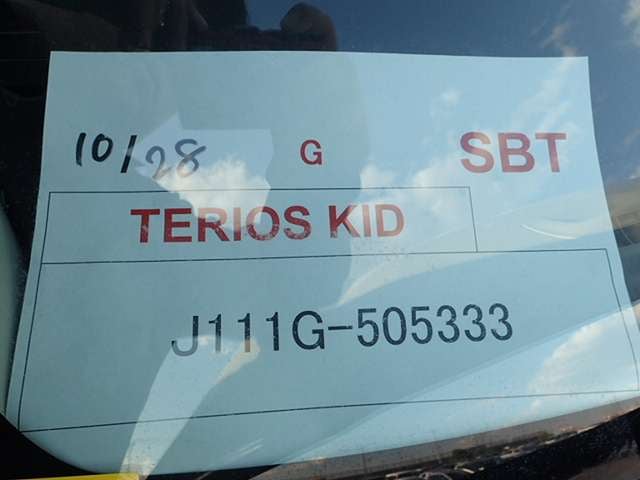 10/28 G SBT
TERIOS KID
J111G-505333